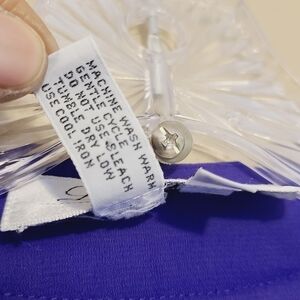 MACHINE WASH WARM
GENTLE CYCLE
DO NOT USE BLEACH
TUMBLE DRY LOW
USE COOL IRON